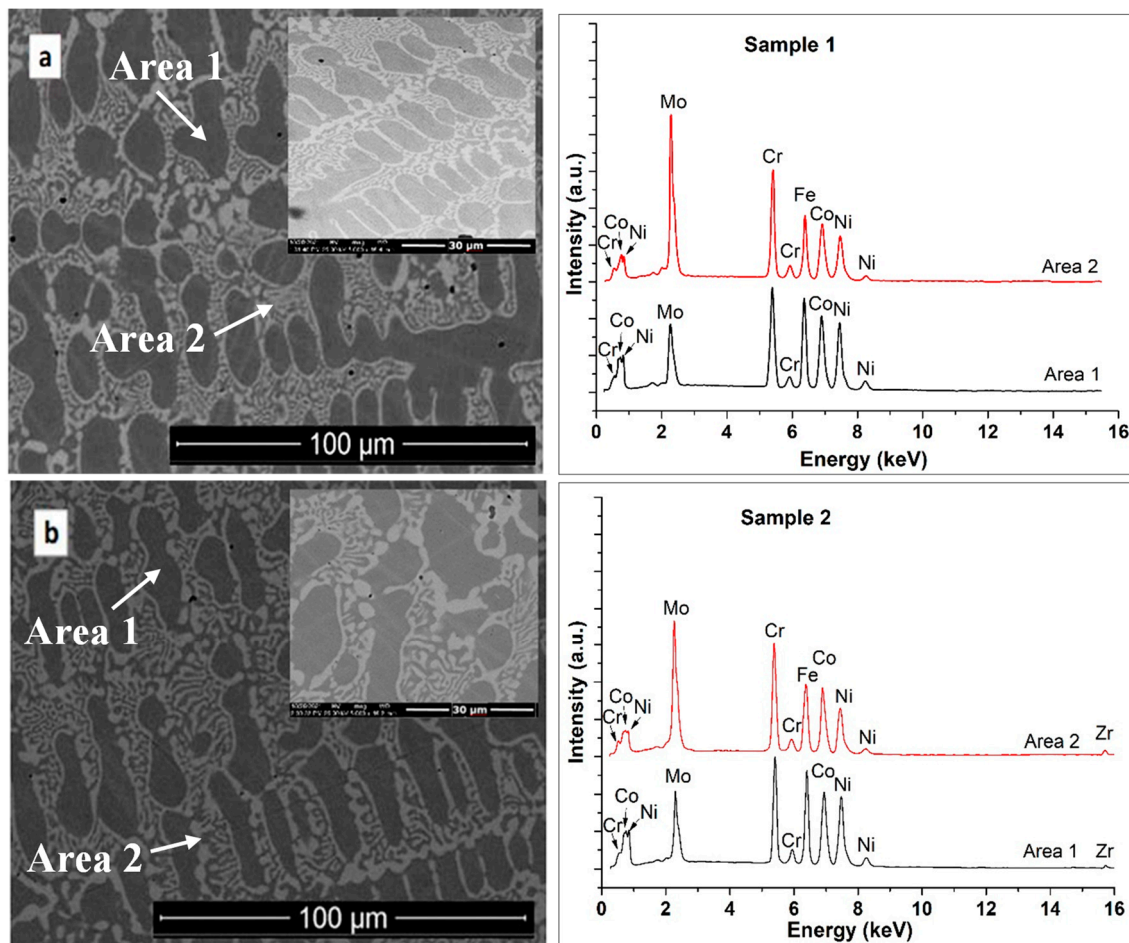 a
Area 1
Area 2
30 µm
100 µm
Sample 1
Intensity (a.u.)
Mo
Cr
Fe
Co
Ni
Co
Cr
Ni
Cr
Ni
Area 2
Mo
Co
Ni
Co
Cr
Ni
Cr
Ni
Area 1
0 2 4 6 8 10 12 14 16
Energy (keV)
b
Area 1
Area 2
30 µm
100 µm
Sample 2
Intensity (a.u.)
Mo
Cr
Co
Fe
Ni
Co
Cr
Ni
Cr
Ni
Area 2
Zr
Mo
Co
Ni
Co
Cr
Ni
Cr
Ni
Area 1
Zr
0 2 4 6 8 10 12 14 16
Energy (keV)